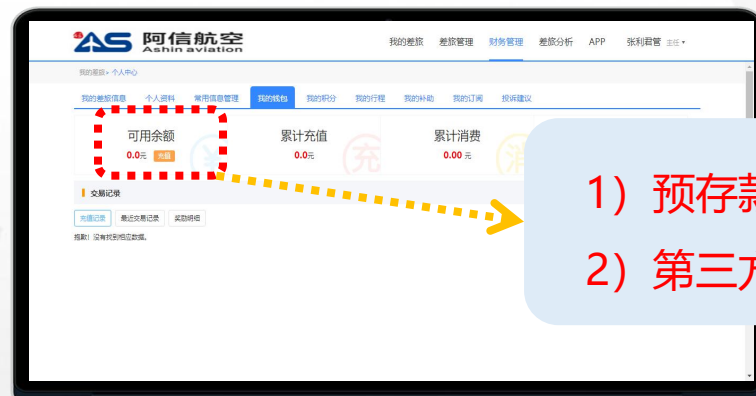 AS 阿信航空
Ashin aviation
我的差旅 差旅管理 财务管理 差旅分析 APP 张利君管 主任
我的差旅> 个人中心
我的差旅信息 个人资料 常用信息管理 我的钱包 我的积分 我的行程 我的补助 我的订阅 投诉建议
可用余额 累计充值 累计消费
0.0元 充值 0.0元 0.00 元
充
交易记录
充值记录 最近交易记录 奖励明细
抱歉! 没有找到相应数据。
1) 预存款
2) 第三方